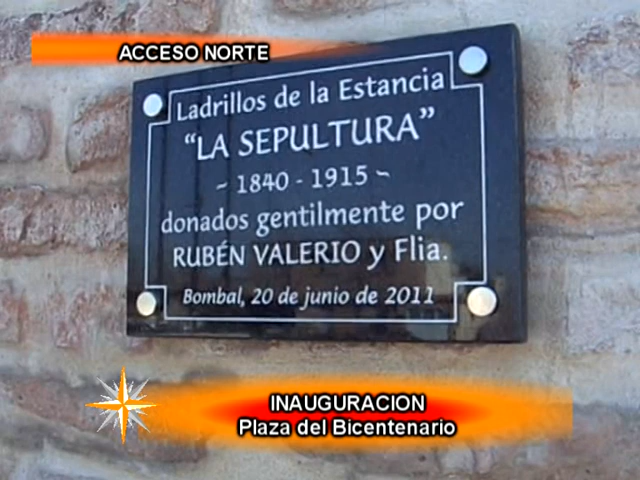 ACCESO NORTE
Ladrillos de la Estancia
"LA SEPULTURA"
~ 1840 - 1915 ~
donados gentilmente por
RUBÉN VALERIO y Flia.
Bombal, 20 de junio de 2011
INAUGURACION
Plaza del Bicentenario